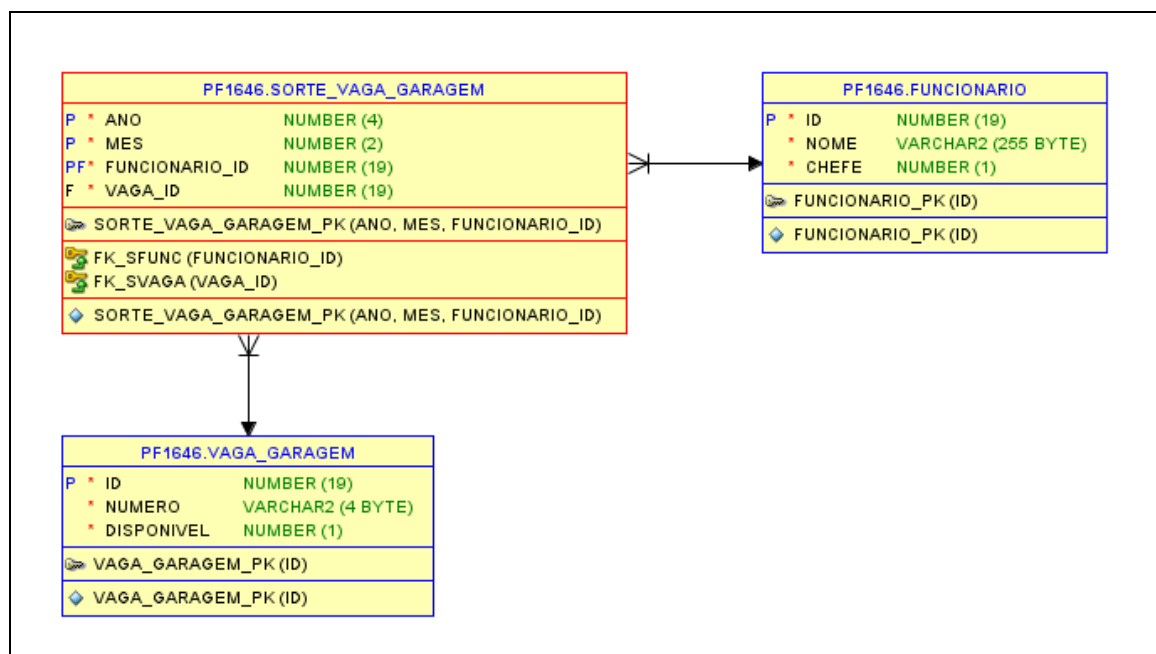 PF1646.SORTE_VAGA_GARAGEM
P * ANO NUMBER (4)
P * MES NUMBER (2)
PF* FUNCIONARIO_ID NUMBER (19)
F * VAGA_ID NUMBER (19)
SORTE_VAGA_GARAGEM_PK (ANO, MES, FUNCIONARIO_ID)
FK_SFUNC (FUNCIONARIO_ID)
FK_SVAGA (VAGA_ID)
SORTE_VAGA_GARAGEM_PK (ANO, MES, FUNCIONARIO_ID)
PF1646.FUNCIONARIO
P * ID NUMBER (19)
* NOME VARCHAR2 (255 BYTE)
* CHEFE NUMBER (1)
FUNCIONARIO_PK (ID)
FUNCIONARIO_PK (ID)
PF1646.VAGA_GARAGEM
P * ID NUMBER (19)
* NUMERO VARCHAR2 (4 BYTE)
* DISPONIVEL NUMBER (1)
VAGA_GARAGEM_PK (ID)
VAGA_GARAGEM_PK (ID)